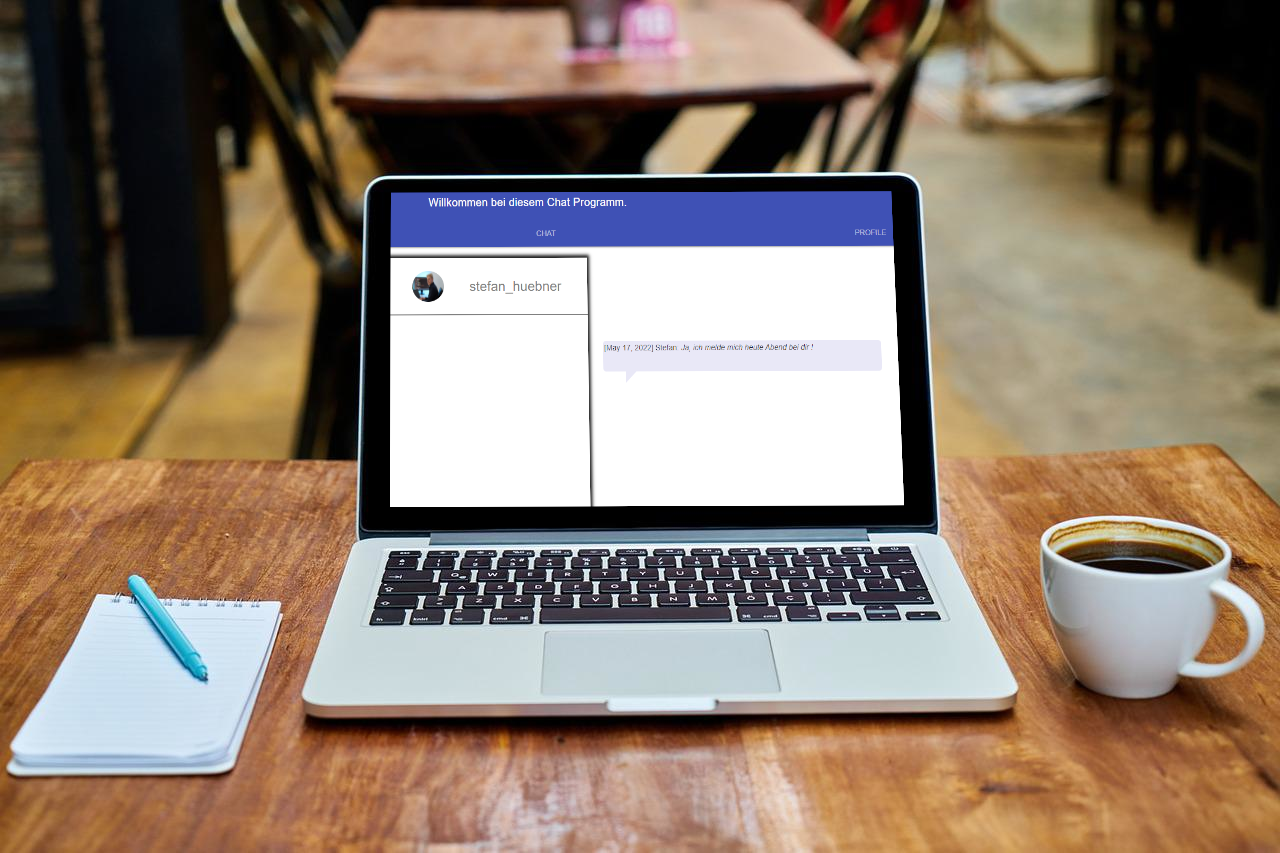 18
Willkommen bei diesem Chat Programm.
CHAT PROFILE
stefan_huebner
[May 17, 2022] Stefan: Ja, ich melde mich heute Abend bei dir !